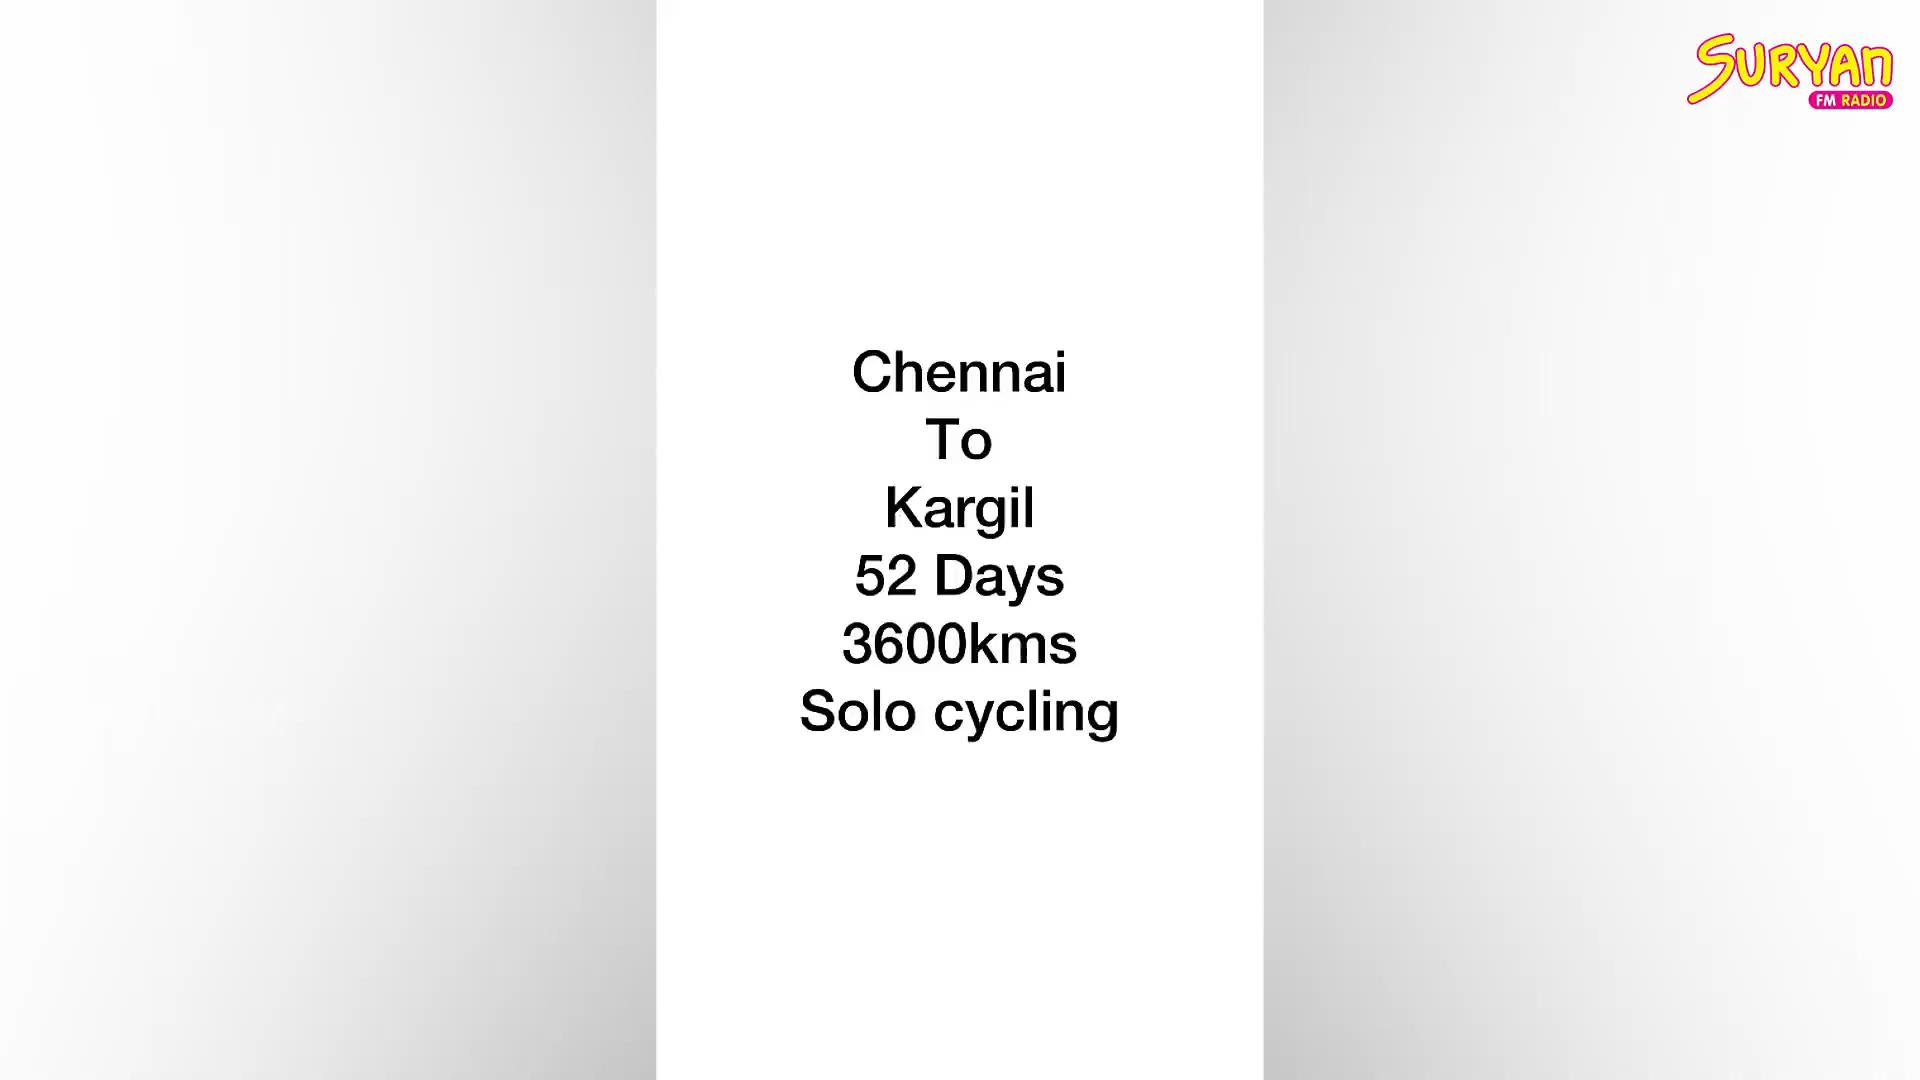 SURYAN
FM RADIO
Chennai
To
Kargil
52 Days
3600kms
Solo cycling